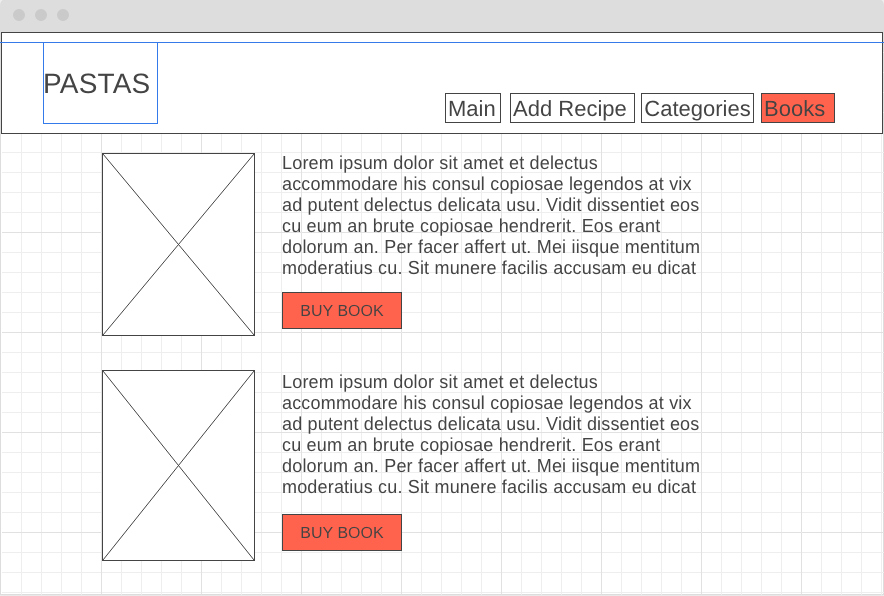 PASTAS
Main Add Recipe Categories Books
Lorem ipsum dolor sit amet et delectus
accommodare his consul copiosae legendos at vix
ad putent delectus delicata usu. Vidit dissentiet eos
cu eum an brute copiosae hendrerit. Eos erant
dolorum an. Per facer affert ut. Mei iisque mentitum
moderatius cu. Sit munere facilis accusam eu dicat
BUY BOOK
Lorem ipsum dolor sit amet et delectus
accommodare his consul copiosae legendos at vix
ad putent delectus delicata usu. Vidit dissentiet eos
cu eum an brute copiosae hendrerit. Eos erant
dolorum an. Per facer affert ut. Mei iisque mentitum
moderatius cu. Sit munere facilis accusam eu dicat
BUY BOOK